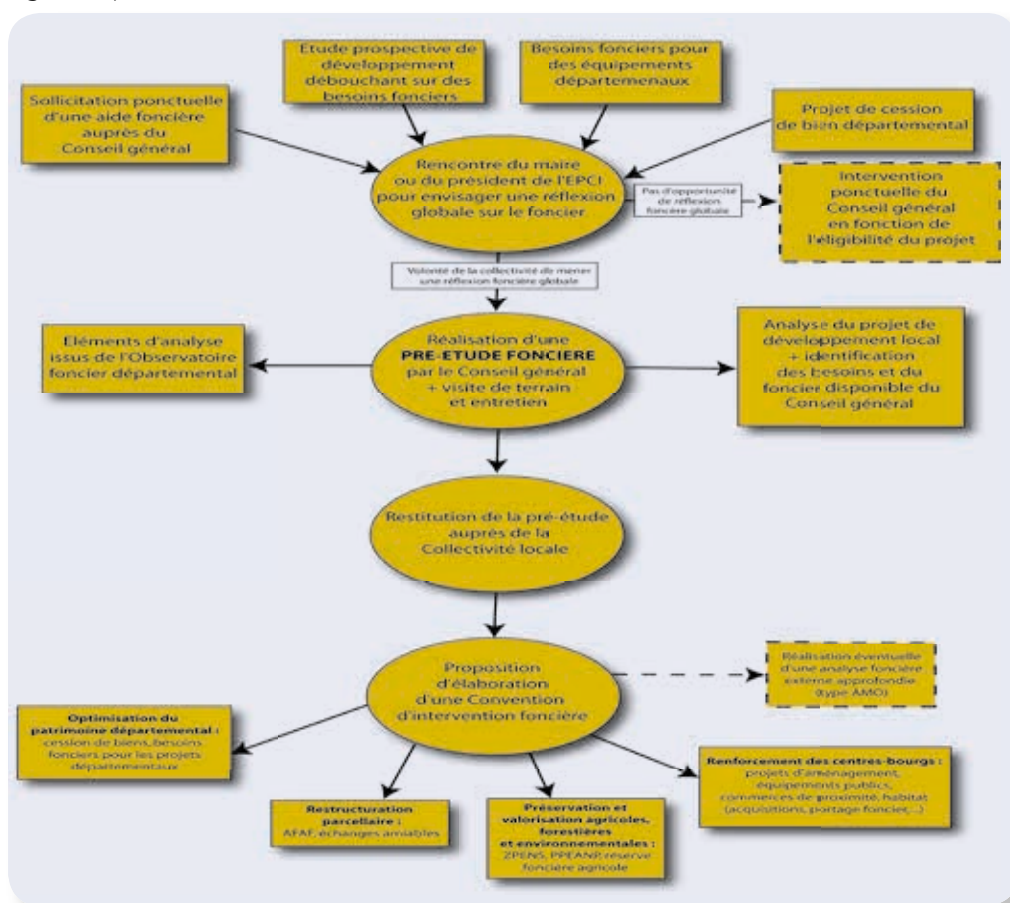 Etude prospective de
développement
débouchant sur des
besoins fonciers
Besoins fonciers pour
des équipements
départemenaux
Sollicitation ponctuelle
d'une aide foncière
auprès du
Conseil général
Projet de cession
de bien départemental
Rencontre du maire
ou du président de l'EPCI
pour envisager une réflexion
globale sur le foncier
Pas d'opportunité
de réflexion
foncère globale
Intervention
ponctuelle du
Conseil général
en fonction de
l'éligibilité du projet
Volonté de la collectivité de mener
une réflexion foncière globale
Eléments d'analyse
issus de l'Observatoire
foncier départemental
Réalisation d'une
PRE-ETUDE FONCIERE
par le Conseil général
+ visite de terrain
et entretien
Analyse du projet de
développement local
+ identification
des besoins et du
foncier disponible du
Conseil général
Restitution de la pré-étude
auprès de la
Collectivité locale
Proposition
d'élaboration
d'une Convention
d'intervention foncière
Réalisation éventuelle
d'une analyse foncière
externe approfondie
(type AMO)
Optimisation du
patrimoine départemental :
cession de biens, besoins
fonciers pour les projets
départementaux
Restructuration
parcellaire :
AFAF, échanges amiables
Préservation et
valorisation agricoles,
forestières
et environnementales :
ZPENS, PPEANP, réserve
foncière agricole
Renforcement des centres-bourgs :
projets d'aménagement,
équipements publics,
commerces de proximité, habitat
(acquisitions, portage foncier,...)